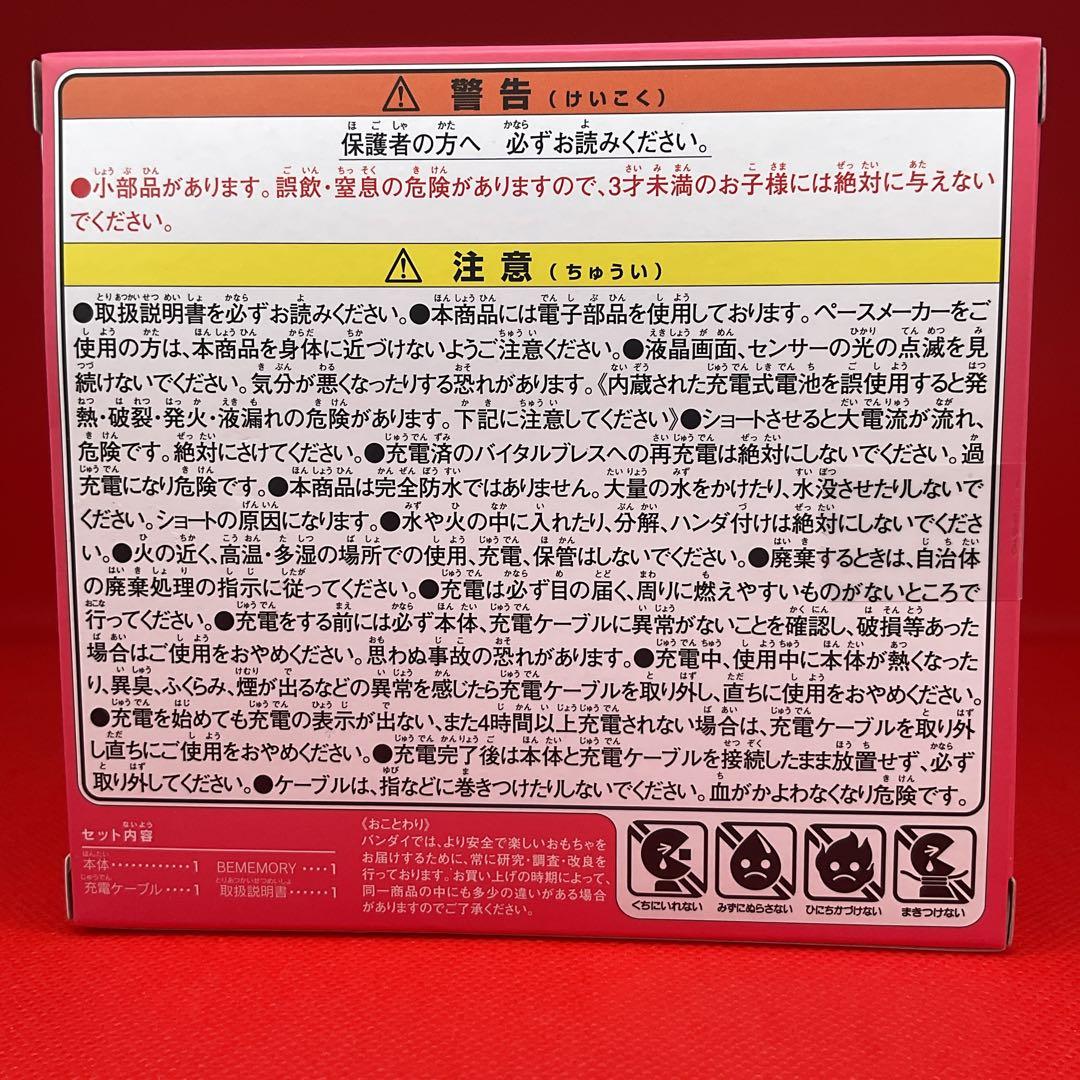 警告（けいこく）
保護者の方へ 必ずお読みください。
●小部品があります。誤飲・窒息の危険がありますので、3才未満のお子様には絶対に与えない
でください。
注意（ちゅうい）
●取扱説明書を必ずお読みください。●本商品には電子部品を使用しております。ペースメーカーをご
使用の方は、本商品を身体に近づけないようご注意ください。●液晶画面、センサーの光の点滅を見
続けないでください。気分が悪くなったりする恐れがあります。《内蔵された充電式電池を誤使用すると発
熱・破裂・発火・液漏れの危険があります。下記に注意してください》●ショートさせると大電流が流れ、
危険です。絶対にさけてください。●充電済のバイタルブレスへの再充電は絶対にしないでください。過
充電になり危険です。●本商品は完全防水ではありません。大量の水をかけたり、水没させたりしないで
ください。ショートの原因になります。●水や火の中に入れたり、分解、ハンダ付けは絶対にしないでくださ
い。●火の近く、高温・多湿の場所での使用、充電、保管はしないでください。●廃棄するときは、自治体
の廃棄処理の指示に従ってください。●充電は必ず目の届く、周りに燃えやすいものがないところで
行ってください。●充電をする前には必ず本体、充電ケーブルに異常がないことを確認し、破損等あった
場合はご使用をおやめください。思わぬ事故の恐れがあります。●充電中、使用中に本体が熱くなった
り、異臭、ふくらみ、煙が出るなどの異常を感じたら充電ケーブルを取り外し、直ちに使用をおやめください。
●充電を始めても充電の表示が出ない、また4時間以上充電されない場合は、充電ケーブルを取り外
し直ちにご使用をおやめください。●充電完了後は本体と充電ケーブルを接続したまま放置せず、必ず
取り外してください。●ケーブルは、指などに巻きつけたりしないでください。血がかよわなくなり危険です。
セット内容
本体…………1 BEMEMORY‥‥1
充電ケーブル‥‥1 取扱説明書……1
《おことわり》
バンダイでは、より安全で楽しいおもちゃを
お届けするために、常に研究・調査・改良を
行っております。お買い上げの時期によって、
同一商品の中にも多少の違いがある場合
がありますのでご了承ください。
くちにいれない みずにぬらさない ひにちかづけない まきつけない